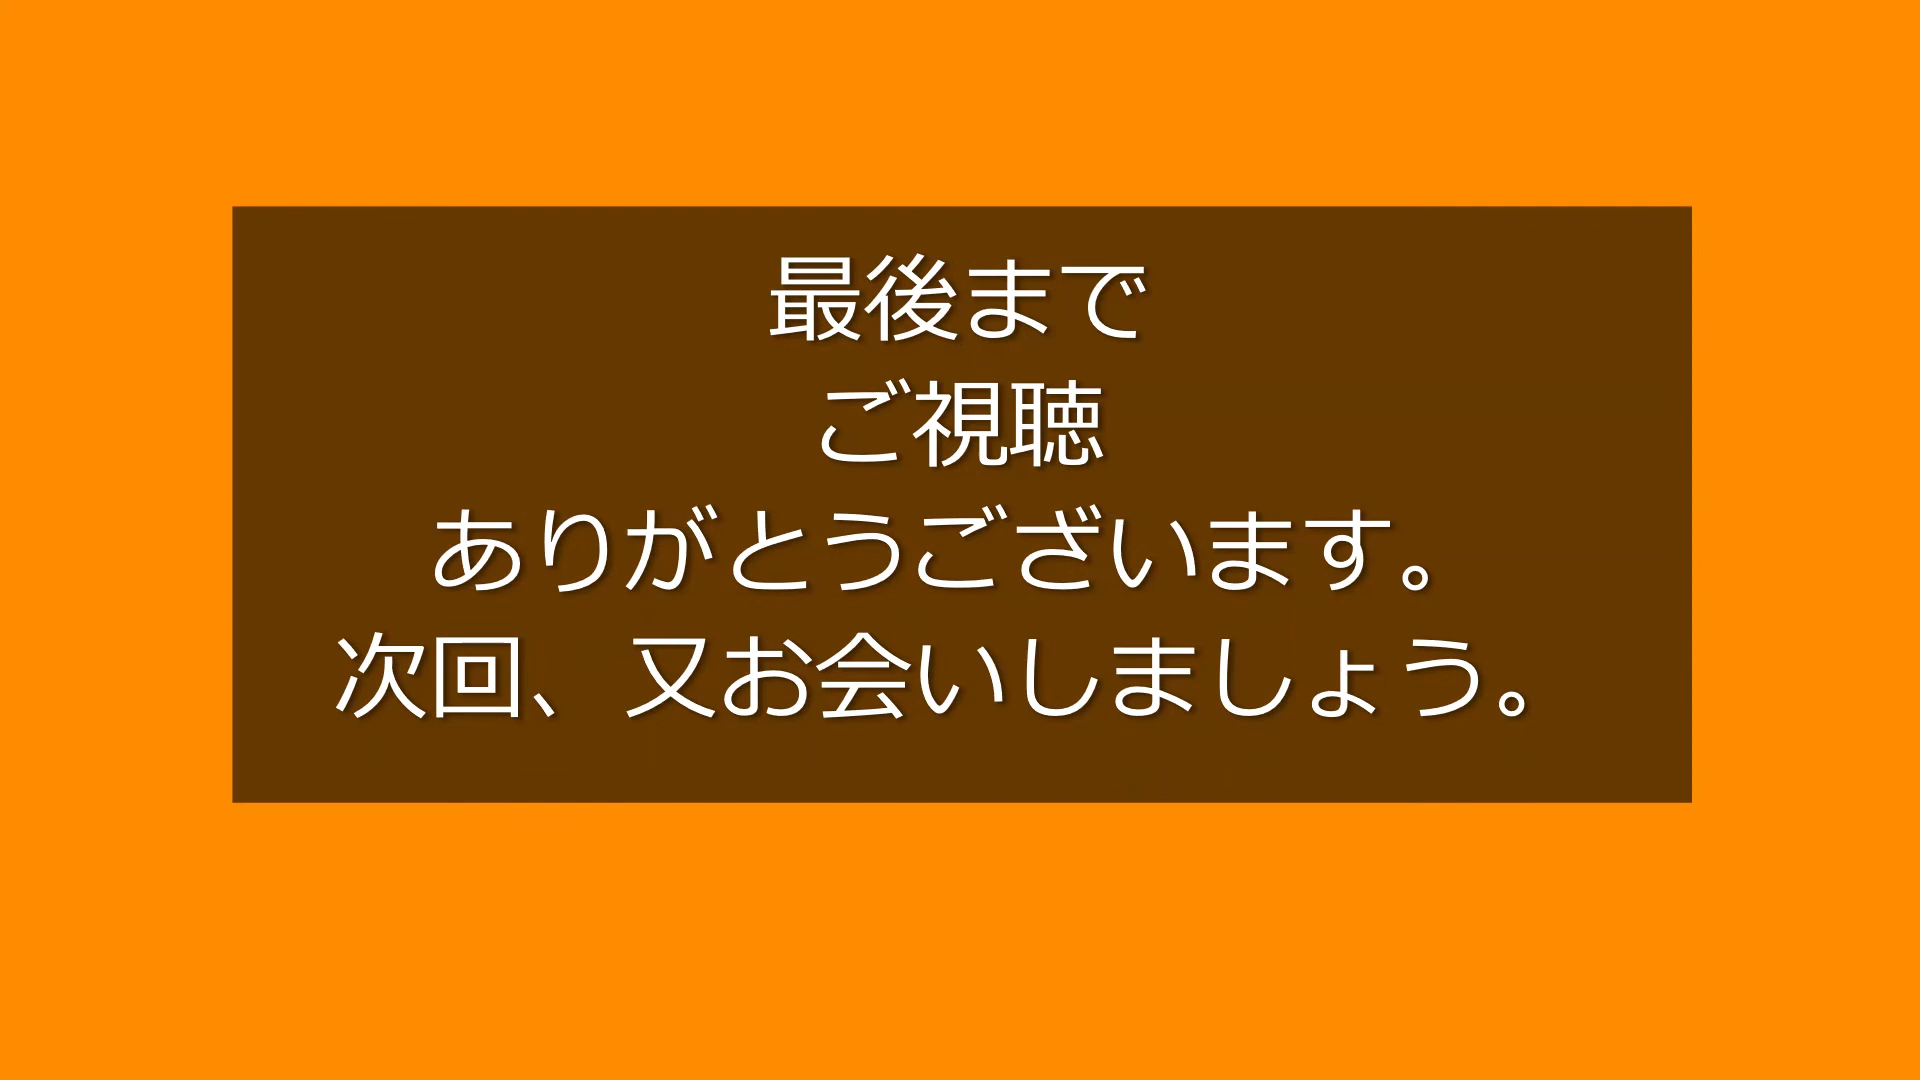 最後まで
ご視聴
ありがとうございます。
次回、又お会いしましょう。